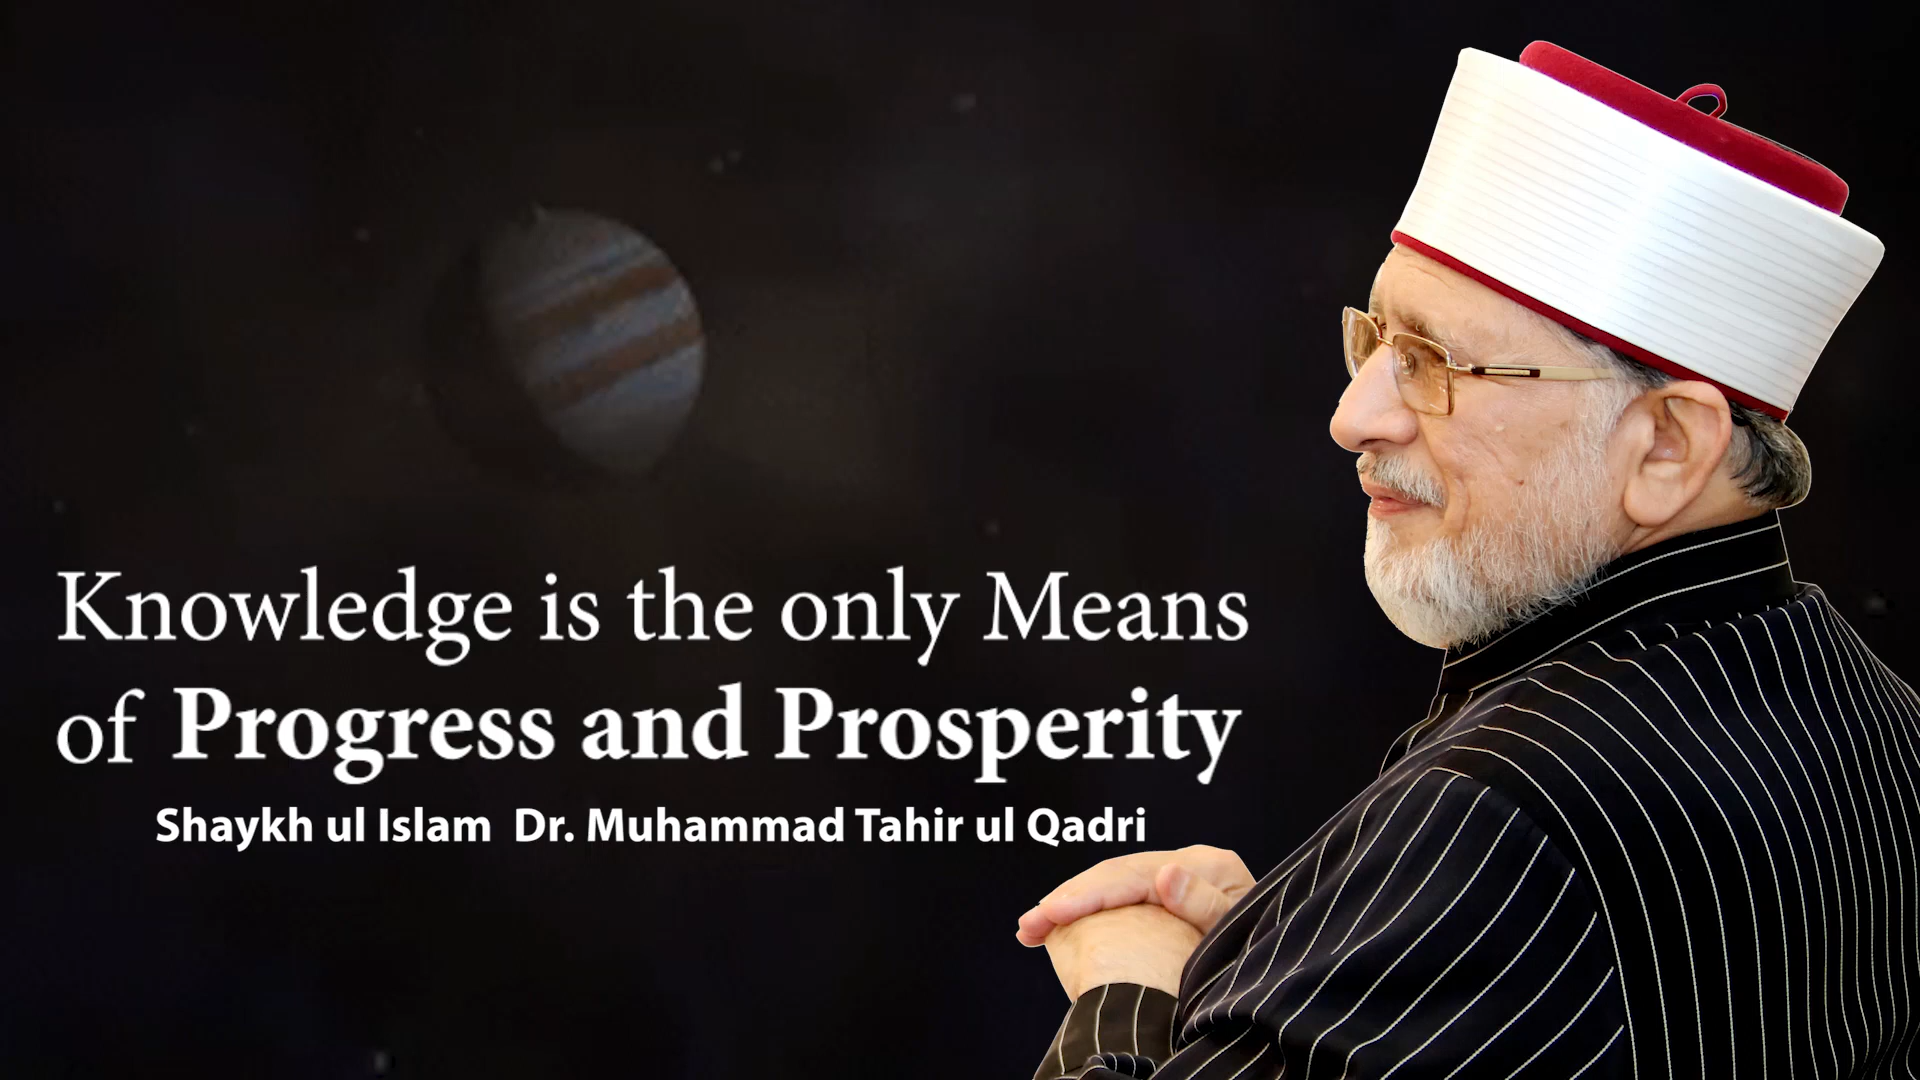 Knowledge is the only Means
of Progress and Prosperity
Shaykh ul Islam Dr. Muhammad Tahir ul Qadri